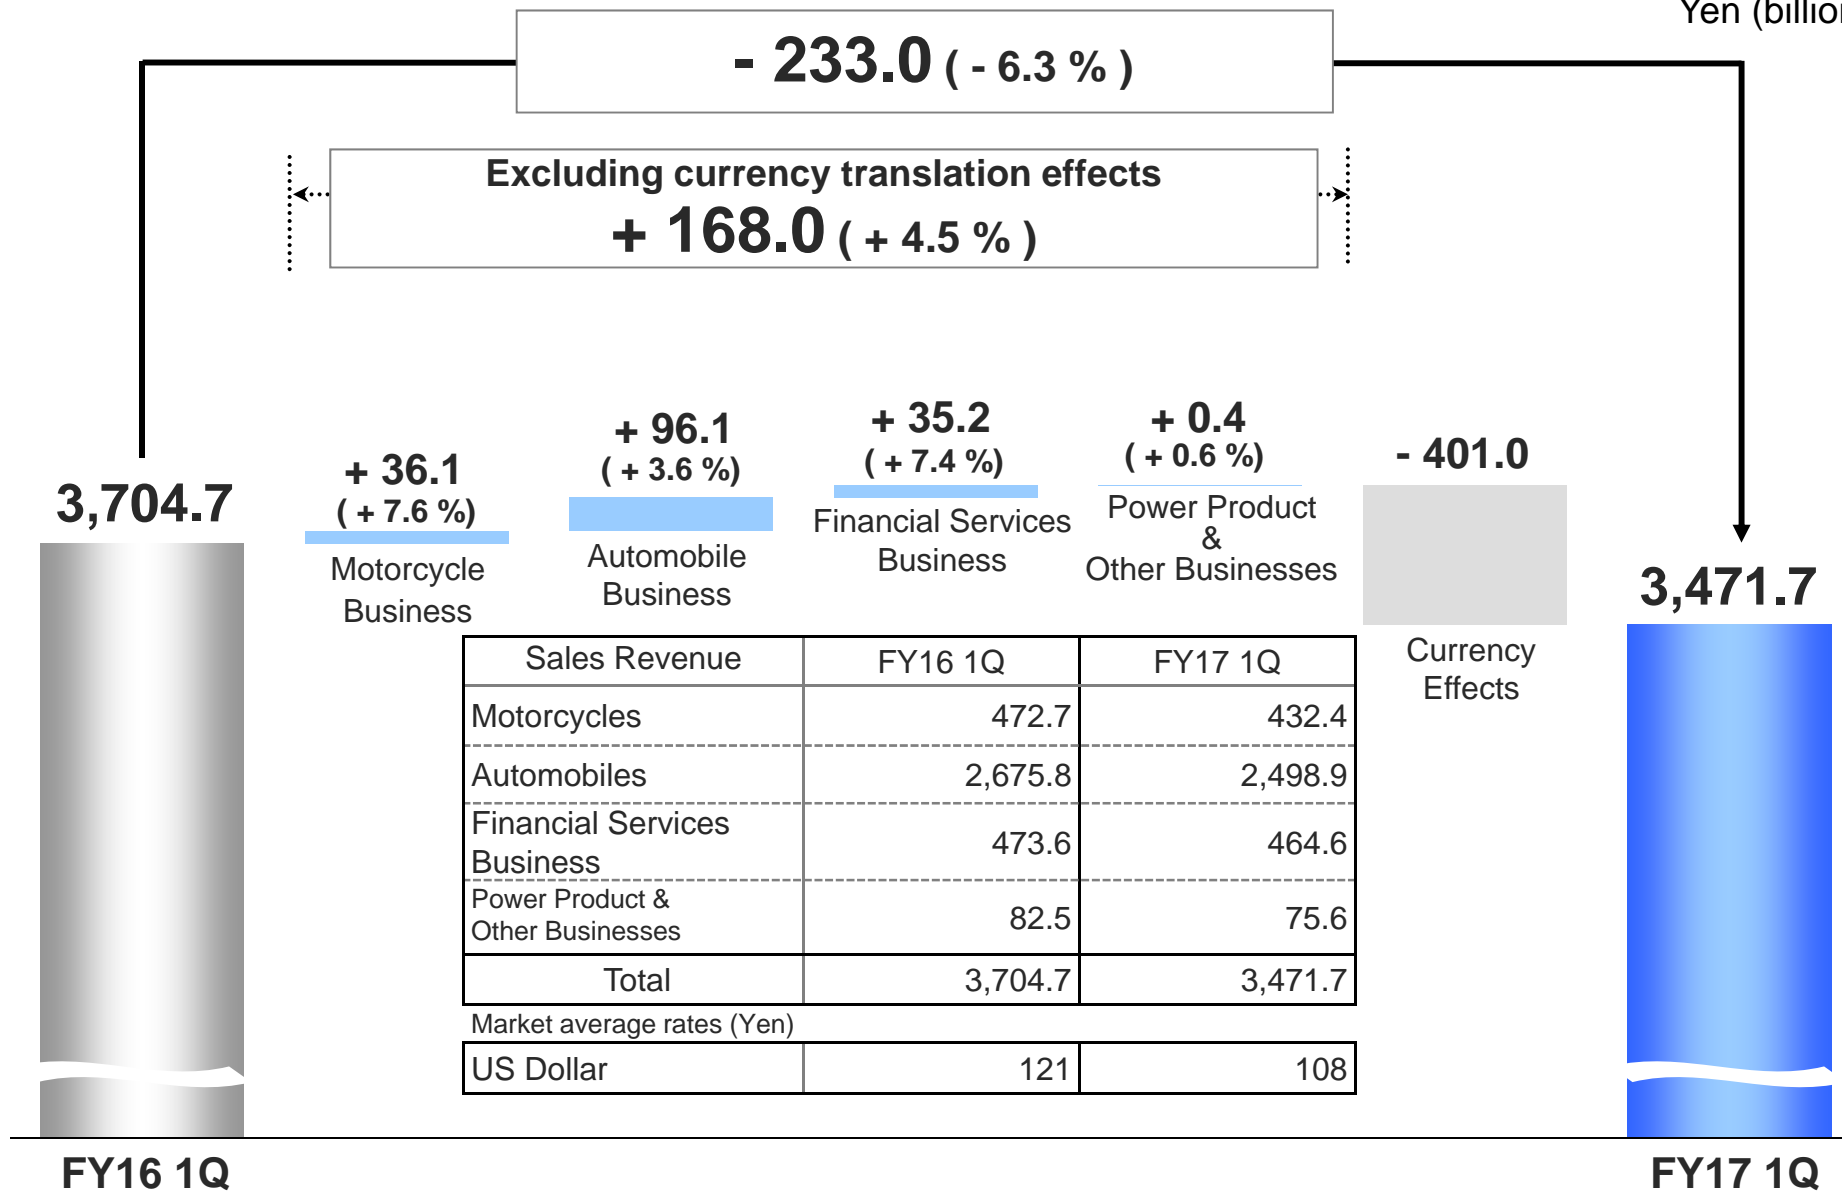 Yen (billion
- 233.0 ( - 6.3 % )
Excluding currency translation effects
+ 168.0 ( + 4.5 % )
3,704.7
+ 36.1
( + 7.6 %)
Motorcycle
Business
+ 96.1
( + 3.6 %)
Automobile
Business
+ 35.2
( + 7.4 %)
Financial Services
Business
+ 0.4
( + 0.6 %)
Power Product
&
Other Businesses
- 401.0
Currency
Effects
3,471.7
Sales Revenue FY16 1Q FY17 1Q
Motorcycles 472.7 432.4
Automobiles 2,675.8 2,498.9
Financial Services
Business 473.6 464.6
Power Product &
Other Businesses 82.5 75.6
Total 3,704.7 3,471.7
Market average rates (Yen)
US Dollar 121 108
FY16 1Q
FY17 1Q